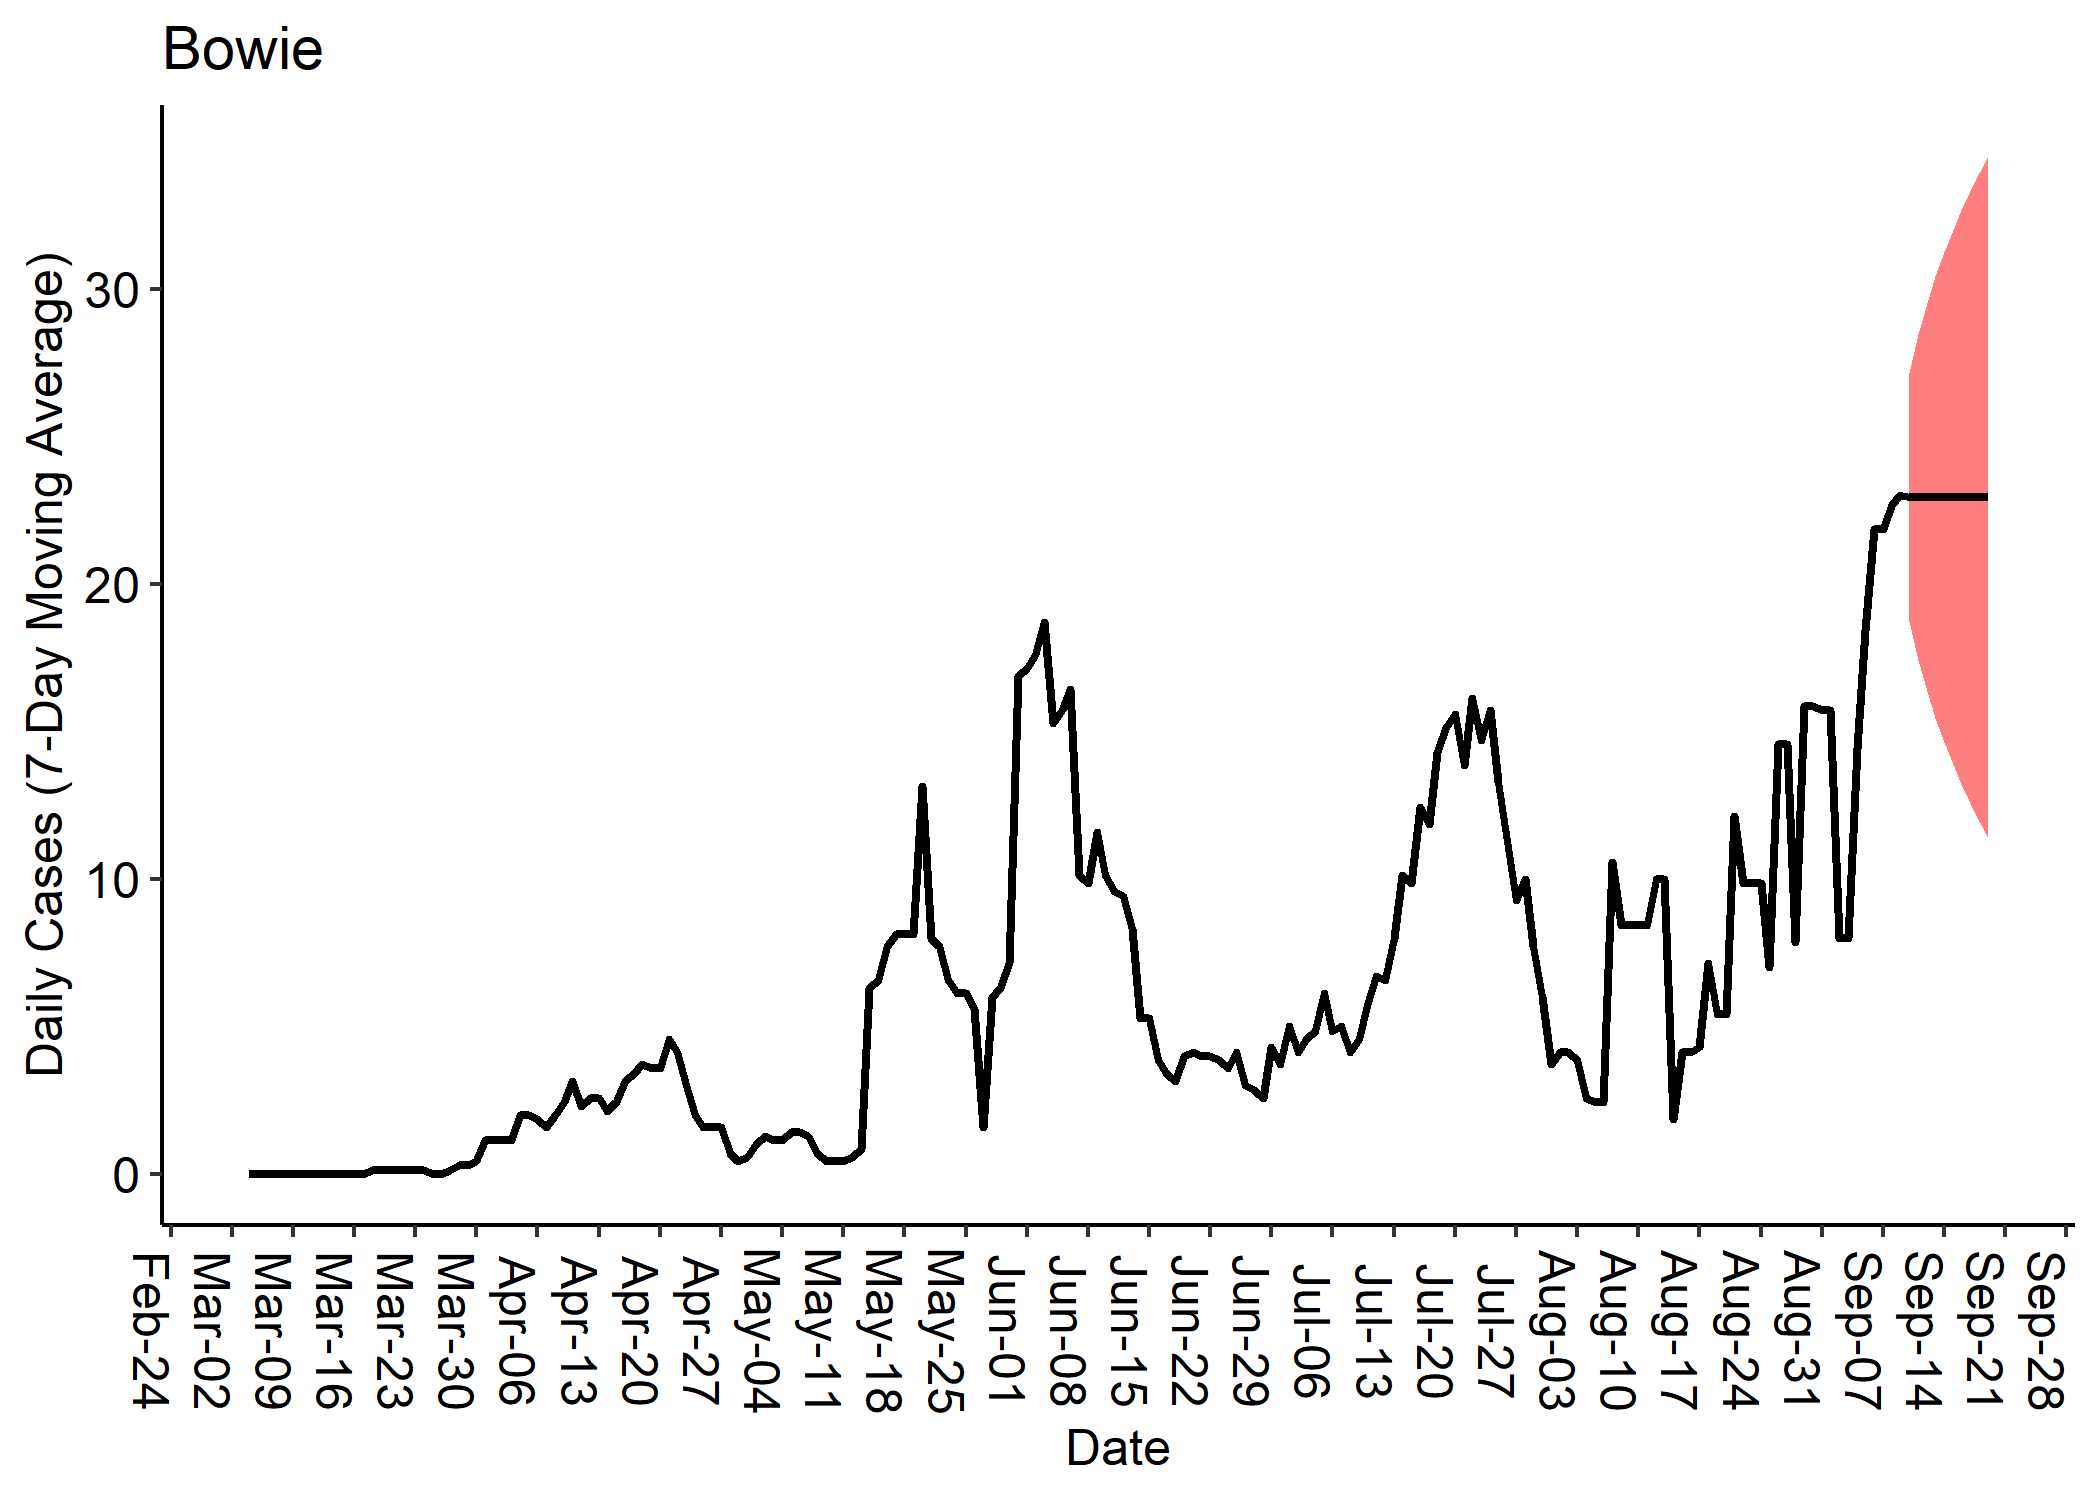 Bowie
Daily Cases (7-Day Moving Average)
30
20
10
0
Feb-24
Mar-02
Mar-09
Mar-16
Mar-23
Mar-30
Apr-06
Apr-13
Apr-20
Apr-27
May-04
May-11
May-18
May-25
Jun-01
Jun-08
Jun-15
Jun-22
Jun-29
Jul-06
Jul-13
Jul-20
Jul-27
Aug-03
Aug-10
Aug-17
Aug-24
Aug-31
Sep-07
Sep-14
Sep-21
Sep-28
Date